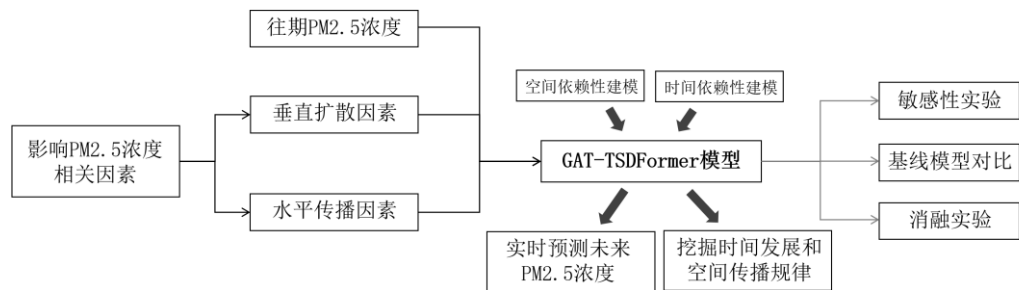 往期PM2.5浓度
垂直扩散因素
水平传播因素
影响PM2.5浓度
相关因素
空间依赖性建模
时间依赖性建模
GAT-TSDFormer模型
实时预测未来
PM2.5浓度
挖掘时间发展和
空间传播规律
敏感性实验
基线模型对比
消融实验